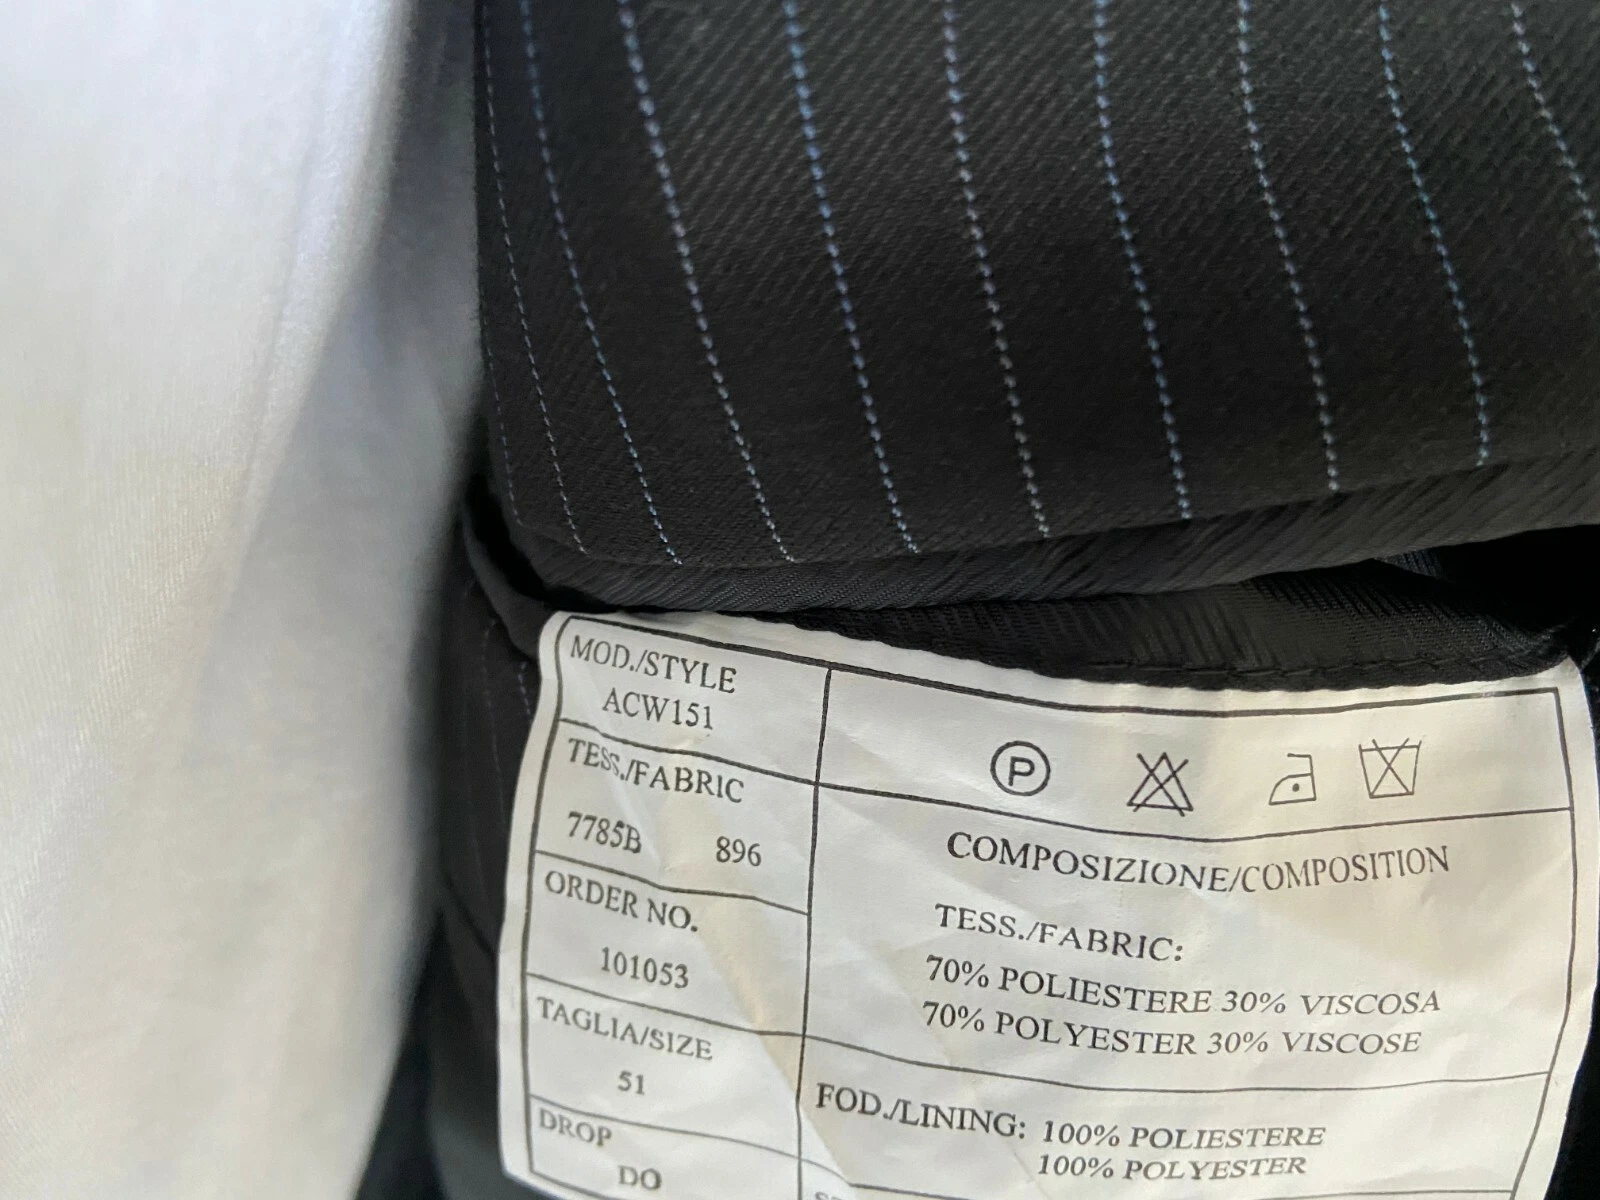 MOD./STYLE
ACW151
TESS./FABRIC
7785B 896
ORDER NO.
101053
TAGLIA/SIZE
51
DROP
DO
P
COMPOSIZIONE/COMPOSITION
TESS./FABRIC:
70% POLIESTERE 30% VISCOSA
70% POLYESTER 30% VISCOSE
FOD./LINING: 100% POLIESTERE
100% POLYESTER